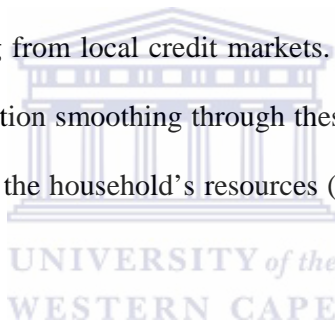 from local credit markets.
tion smoothing through thes
the household's resources (
UNIVERSITY of the
WESTERN CAPE